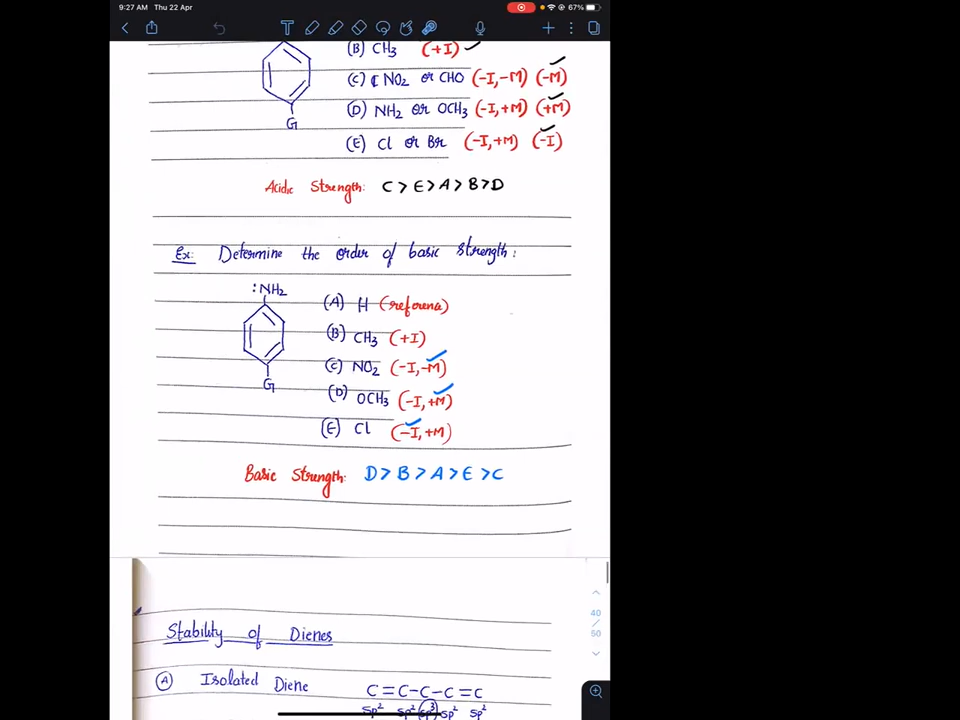 9:27 AM Thu 22 Apr
67%
(B) CH3 (+I)
(C) NO2 or CHO (-I,-M) (-M)
(D) NH2 or OCH3 (-I,+M) (+M)
G
(E) Cl or Br (-I,+M) (-I)
Acidic Strength: C > E > A > B > D
Ex: Determine the order of basic strength:
:NH2
(A) H (reference)
(B) CH3 (+I)
(C) NO2 (-I,-M)
G
(D) OCH3 (-I,+M)
(E) Cl (-I,+M)
Basic Strength: D > B > A > E > C
Stability of Dienes
(A) Isolated Diene C=C-C-C=C
sp2 sp2 sp3 sp2 sp2
40
/
50